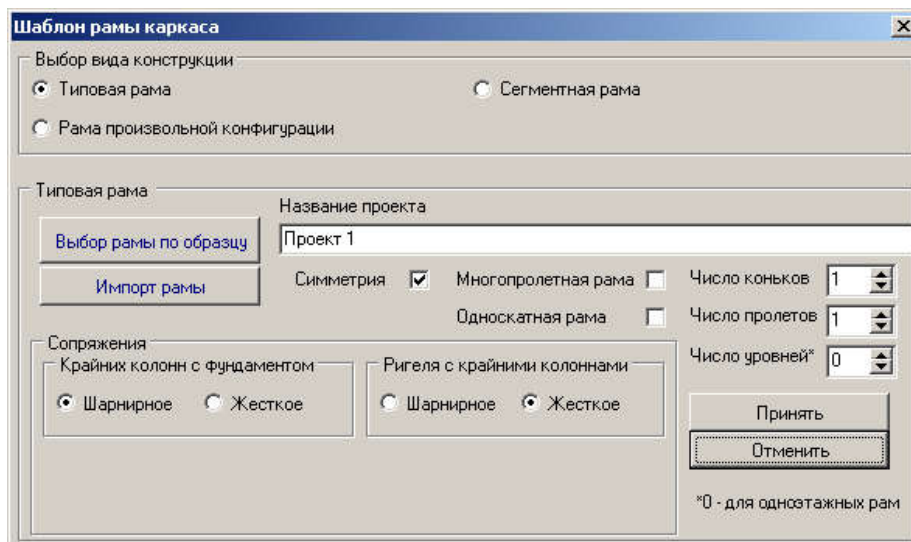 Шаблон рамы каркаса
Выбор вида конструкции
Типовая рама
Сегментная рама
Рама произвольной конфигурации
Типовая рама
Название проекта
Выбор рамы по образцу
Проект 1
Импорт рамы
Симметрия
Многопролетная рама
Число коньков 1
Односкатная рама
Число пролетов 1
Число уровней* 0
Сопряжения
Крайних колонн с фундаментом
Шарнирное Жесткое
Ригеля с крайними колоннами
Шарнирное Жесткое
Принять
Отменить
*0 - для одноэтажных рам